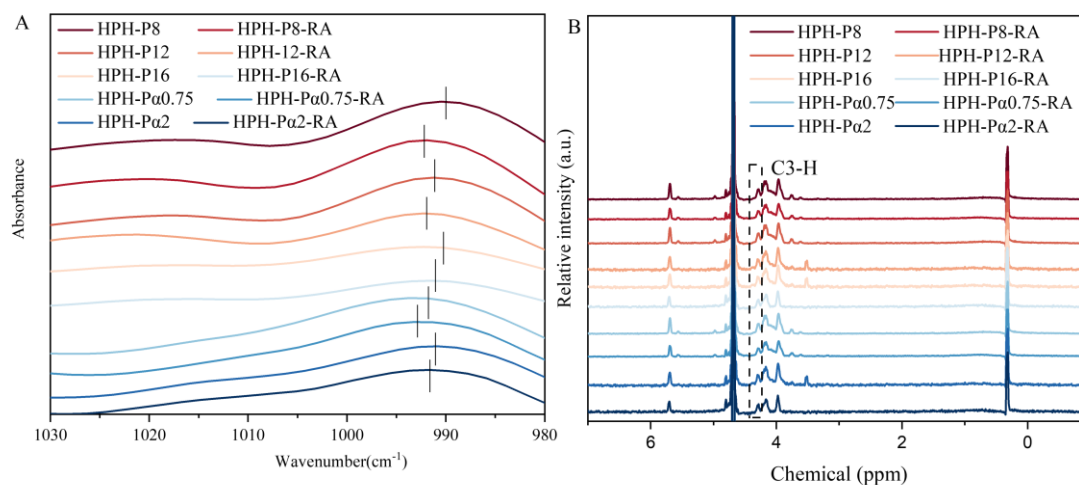 A
HPH-P8 HPH-P8-RA
HPH-P12 HPH-12-RA
HPH-P16 HPH-P16-RA
HPH-Pα0.75 HPH-Pα0.75-RA
HPH-Pα2 HPH-Pα2-RA
Absorbance
1030 1020 1010 1000 990 980
Wavenumber(cm⁻¹)
B
HPH-P8 HPH-P8-RA
HPH-P12 HPH-P12-RA
HPH-P16 HPH-P16-RA
HPH-Pα0.75 HPH-Pα0.75-RA
HPH-Pα2 HPH-Pα2-RA
C3-H
Relative intensity (a.u.)
6 4 2 0
Chemical (ppm)